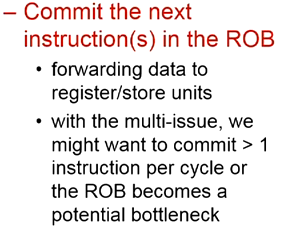 – Commit the next
instruction(s) in the ROB
• forwarding data to
register/store units
• with the multi-issue, we
might want to commit > 1
instruction per cycle or
the ROB becomes a
potential bottleneck